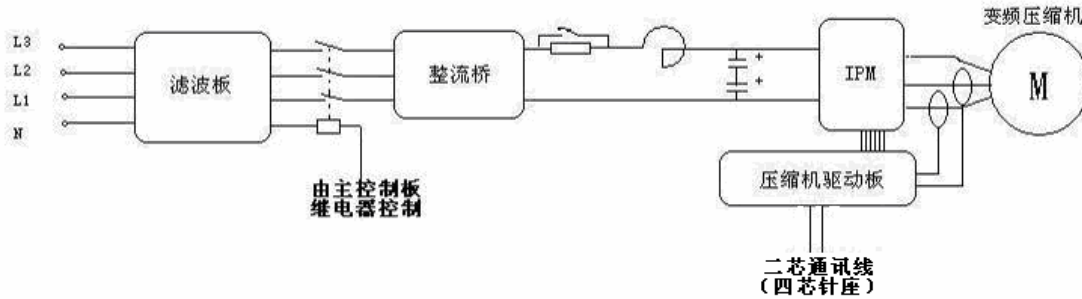 变频压缩机
L3
L2
L1
N
滤波板
整流桥
IPM
M
+
+
由主控制板
继电器控制
压缩机驱动板
二芯通讯线
（四芯针座）